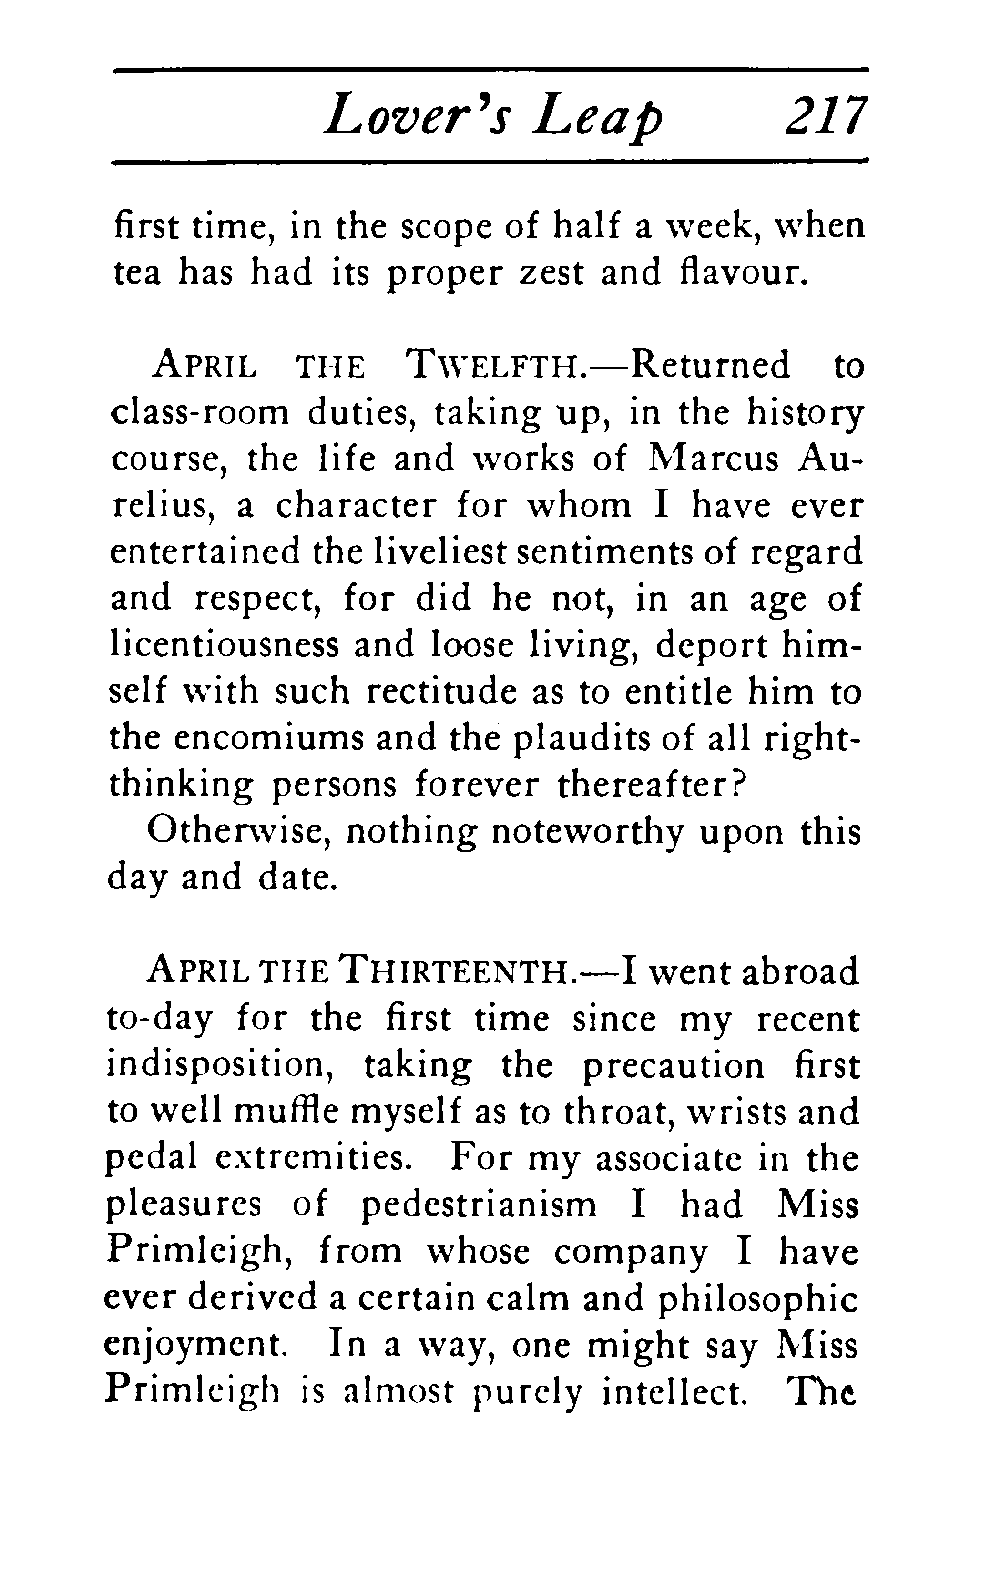 Lover's Leap 217
first time, in the scope of half a week, when
tea has had its proper zest and flavour.
APRIL THE TWELFTH.—Returned to
class-room duties, taking up, in the history
course, the life and works of Marcus Au-
relius, a character for whom I have ever
entertained the liveliest sentiments of regard
and respect, for did he not, in an age of
licentiousness and loose living, deport him-
self with such rectitude as to entitle him to
the encomiums and the plaudits of all right-
thinking persons forever thereafter?
Otherwise, nothing noteworthy upon this
day and date.
APRIL THE THIRTEENTH.—I went abroad
to-day for the first time since my recent
indisposition, taking the precaution first
to well muffle myself as to throat, wrists and
pedal extremities. For my associate in the
pleasures of pedestrianism I had Miss
Primleigh, from whose company I have
ever derived a certain calm and philosophic
enjoyment. In a way, one might say Miss
Primleigh is almost purely intellect. The